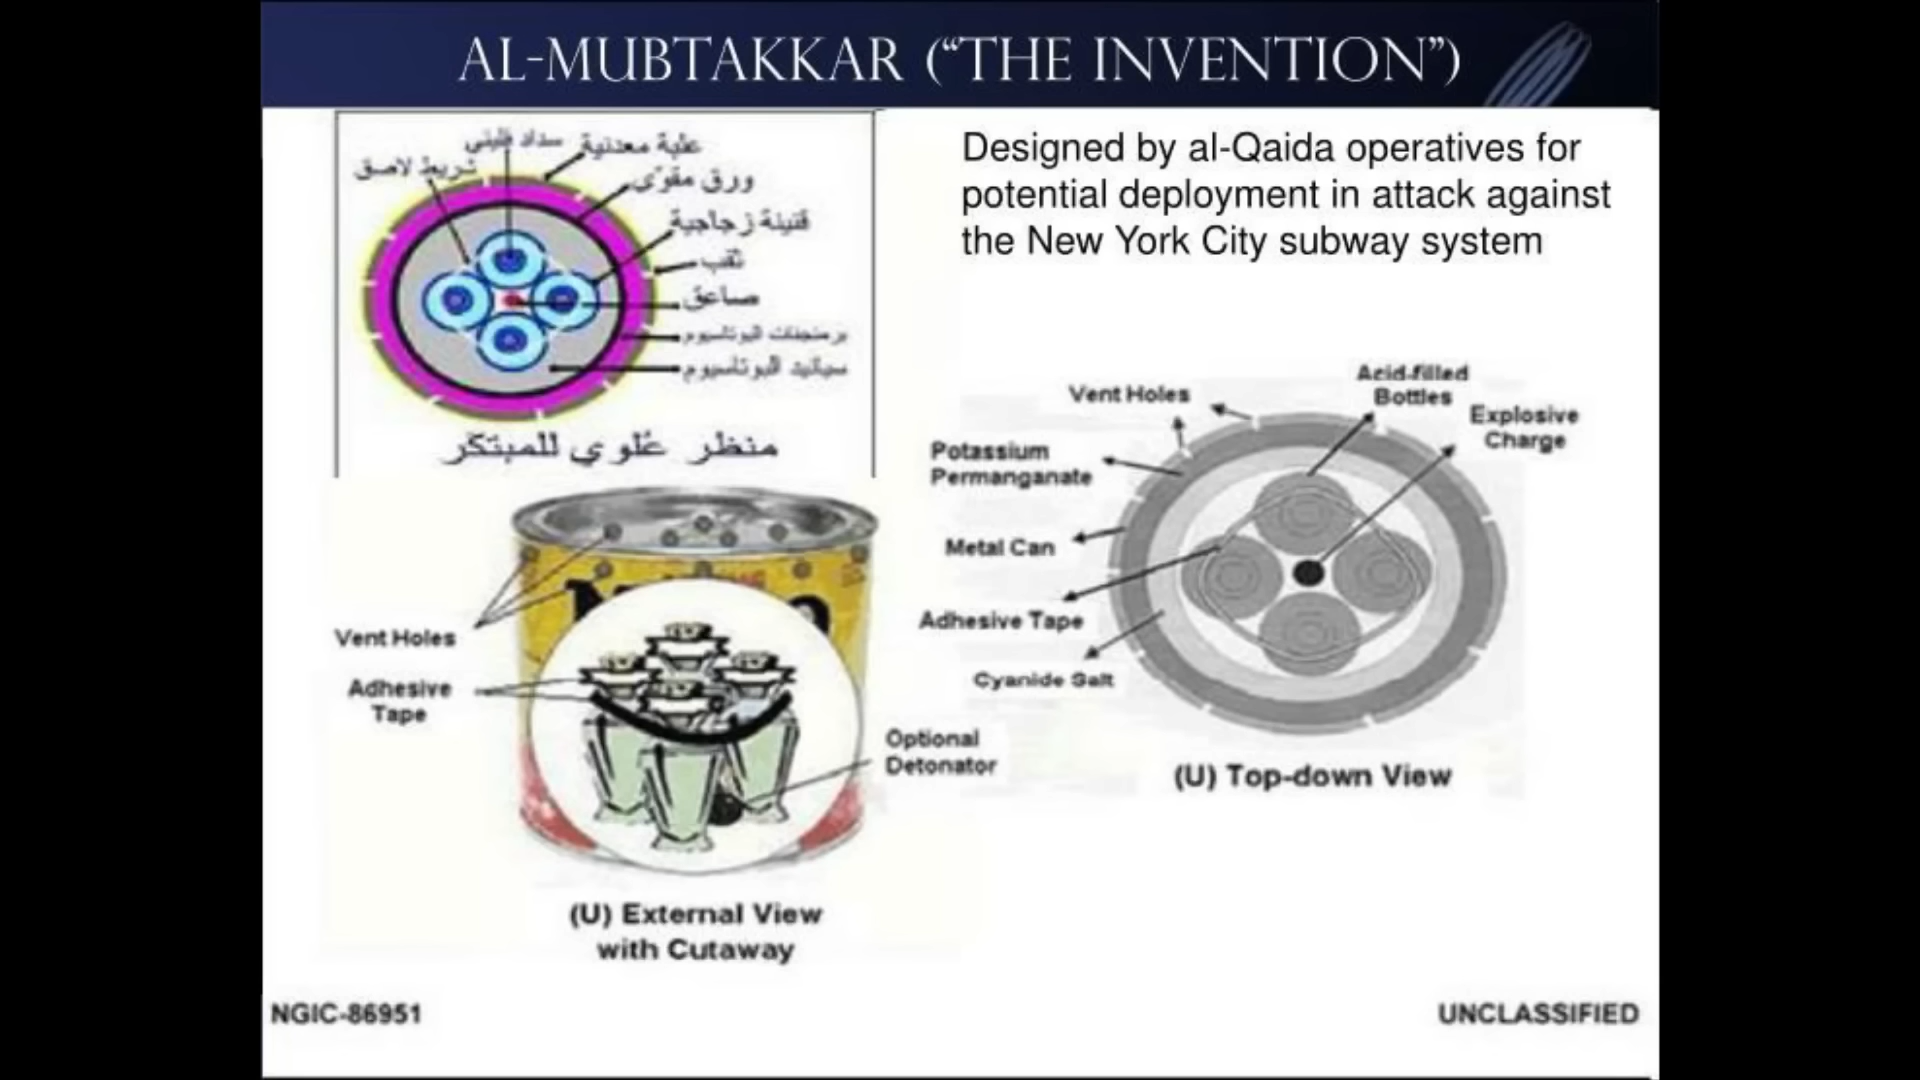 AL-MUBTAKKAR (“THE INVENTION”)
Designed by al-Qaida operatives for
potential deployment in attack against
the New York City subway system
سداد فليني
علبة معدنية
شريط لاصق
ورق مقوّى
قنينة زجاجية
ثقب
صاعق
برمنجنات البوتاسيوم
سيانيد البوتاسيوم
منظر عُلوي للمبتكر
Vent Holes
Adhesive
Tape
Optional
Detonator
(U) External View
with Cutaway
Vent Holes
Acid-filled
Bottles
Explosive
Charge
Potassium
Permanganate
Metal Can
Adhesive Tape
Cyanide Salt
(U) Top-down View
NGIC-86951
UNCLASSIFIED